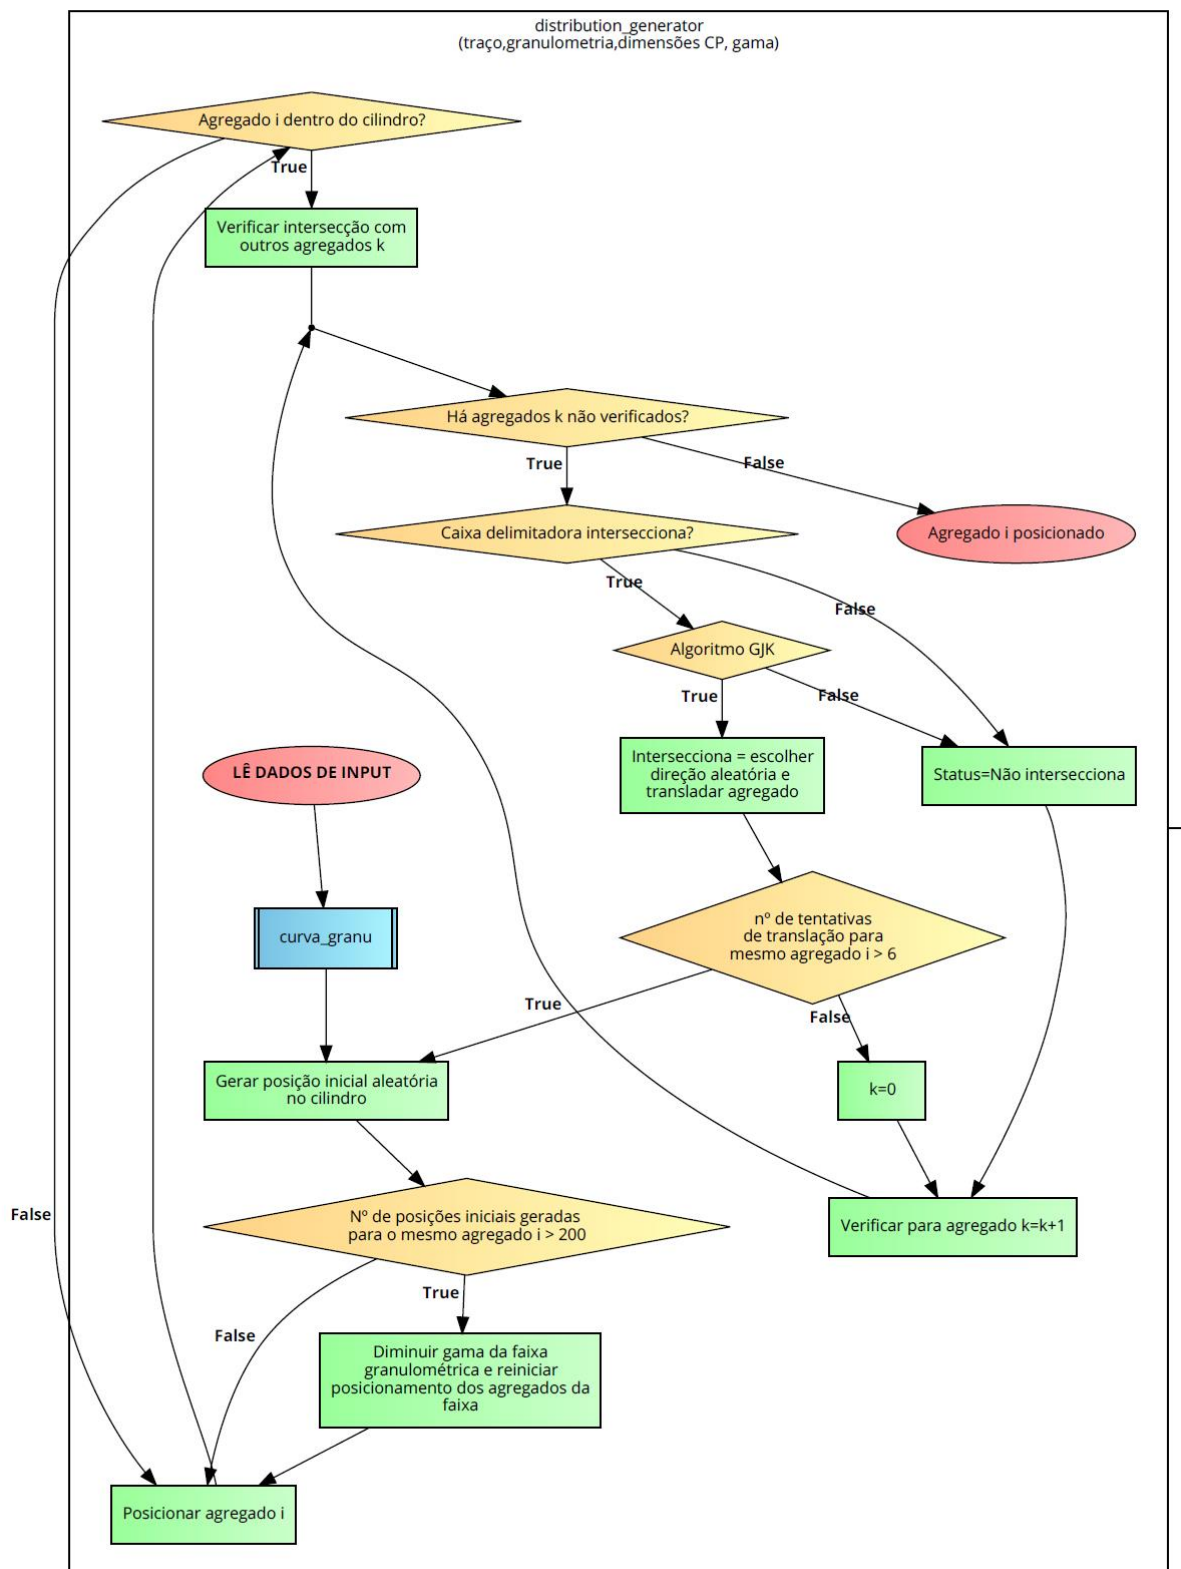 distribution_generator
(traço,granulometria,dimensões CP, gama)
Agregado i dentro do cilindro?
True
Verificar intersecção com
outros agregados k
Há agregados k não verificados?
True
False
Caixa delimitadora intersecciona?
Agregado i posicionado
True
False
Algoritmo GJK
True
False
Intersecciona = escolher
direção aleatória e
transladar agregado
Status=Não intersecciona
LÊ DADOS DE INPUT
curva_granu
nº de tentativas
de translação para
mesmo agregado i > 6
True
False
Gerar posição inicial aleatória
no cilindro
k=0
False
Nº de posições iniciais geradas
para o mesmo agregado i > 200
Verificar para agregado k=k+1
True
False
Diminuir gama da faixa
granulométrica e reiniciar
posicionamento dos agregados da
faixa
Posicionar agregado i